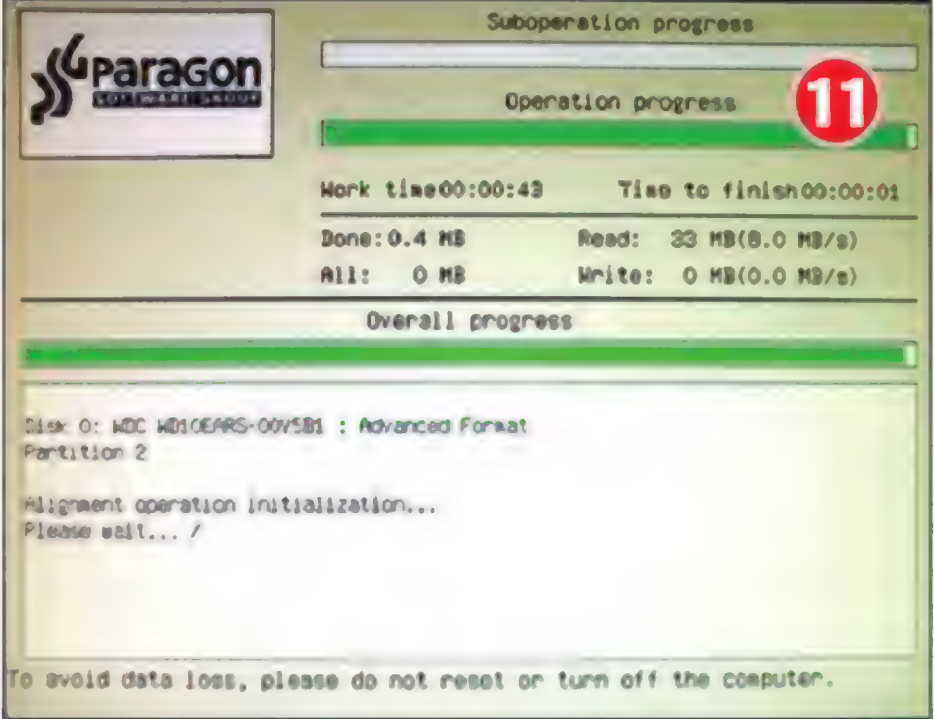 Paragon
SOFTWARE GROUP
Suboperation progress
Operation progress
11
Work time00:00:43 Time to finish00:00:01
Done:0.4 MB Read: 33 MB(8.0 MB/s)
All: 0 MB Write: 0 MB(0.0 MB/s)
Overall progress
Disk 0: WDC WD10EARS-00V5B1 : Advanced Format
Partition 2
Alignment operation initialization...
Please wait... /
To avoid data loss, please do not reset or turn off the computer.